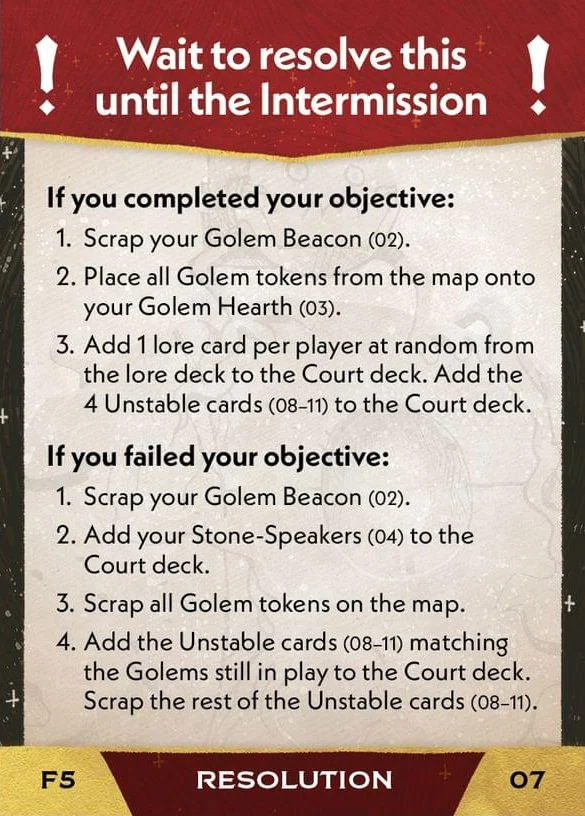 Wait to resolve this
until the Intermission
If you completed your objective:
1. Scrap your Golem Beacon (02).
2. Place all Golem tokens from the map onto
your Golem Hearth (03).
3. Add 1 lore card per player at random from
the lore deck to the Court deck. Add the
4 Unstable cards (08–11) to the Court deck.
If you failed your objective:
1. Scrap your Golem Beacon (02).
2. Add your Stone-Speakers (04) to the
Court deck.
3. Scrap all Golem tokens on the map.
4. Add the Unstable cards (08–11) matching
the Golems still in play to the Court deck.
Scrap the rest of the Unstable cards (08–11).
F5 RESOLUTION 07